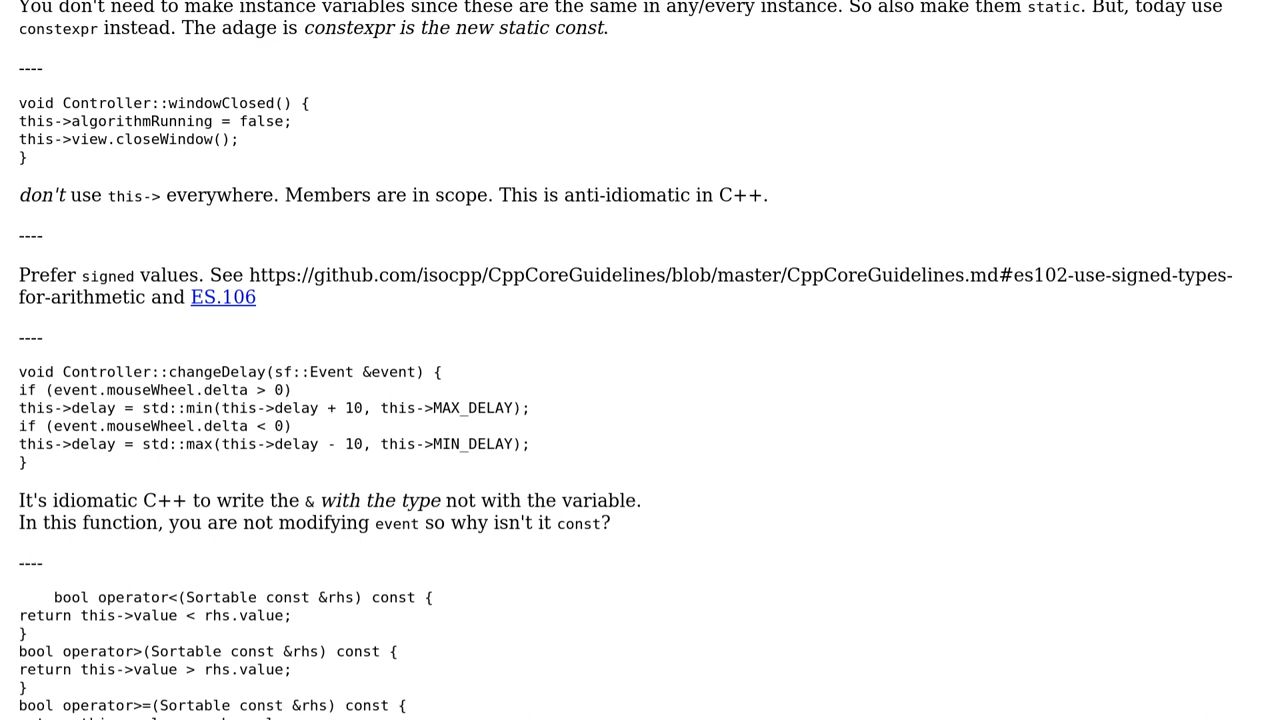 You don't need to make instance variables since these are the same in any/every instance. So also make them static. But, today use
constexpr instead. The adage is constexpr is the new static const.
----
void Controller::windowClosed() {
this->algorithmRunning = false;
this->view.closeWindow();
}
don't use this-> everywhere. Members are in scope. This is anti-idiomatic in C++.
----
Prefer signed values. See https://github.com/isocpp/CppCoreGuidelines/blob/master/CppCoreGuidelines.md#es102-use-signed-types-
for-arithmetic and ES.106
----
void Controller::changeDelay(sf::Event &event) {
if (event.mouseWheel.delta > 0)
this->delay = std::min(this->delay + 10, this->MAX_DELAY);
if (event.mouseWheel.delta < 0)
this->delay = std::max(this->delay - 10, this->MIN_DELAY);
}
It's idiomatic C++ to write the & with the type not with the variable.
In this function, you are not modifying event so why isn't it const?
----
bool operator<(Sortable const &rhs) const {
return this->value < rhs.value;
}
bool operator>(Sortable const &rhs) const {
return this->value > rhs.value;
}
bool operator>=(Sortable const &rhs) const {